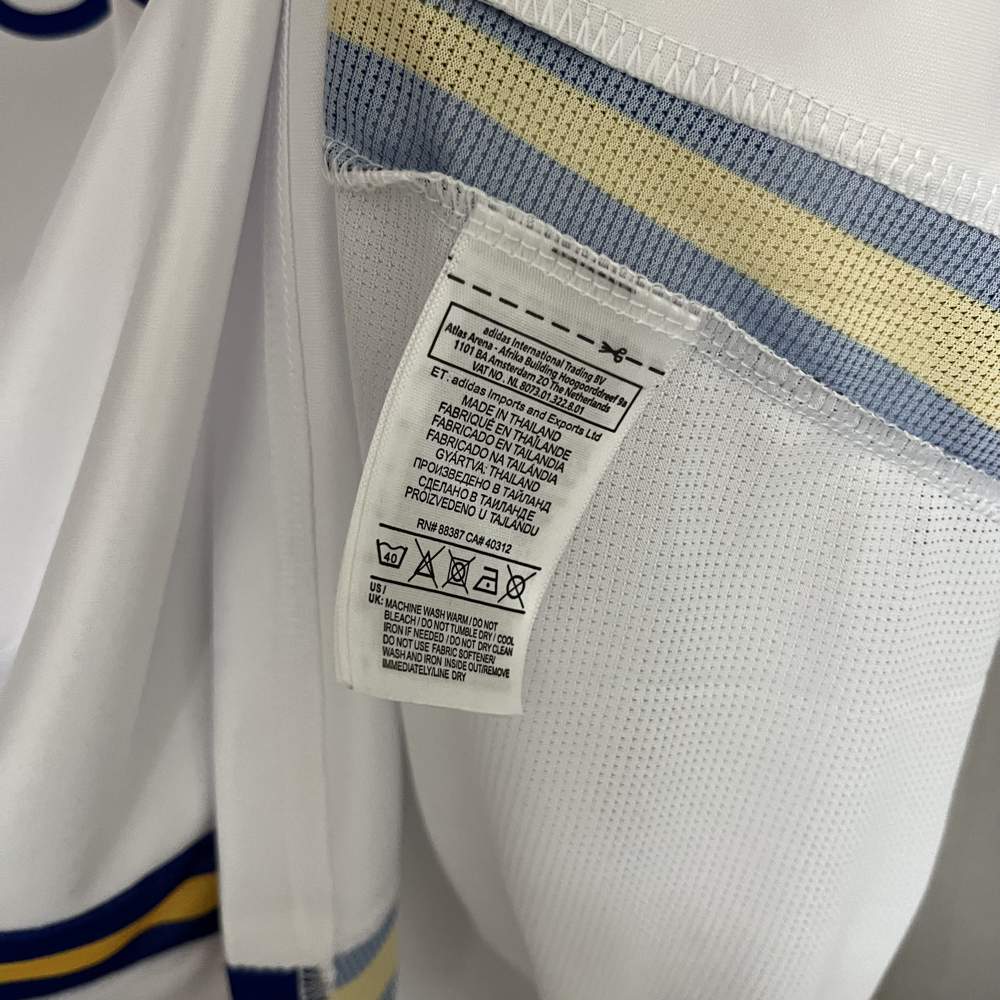 adidas International Trading BV
Atlas Arena - Afrika Building Hoogoorddreef 9a
1101 BA Amsterdam ZO The Netherlands
VAT NO. NL 8073.01.322.B.01
ET: adidas Imports and Exports Ltd
MADE IN THAILAND
FABRIQUÉ EN THAÏLANDE
FABRICADO EN TAILANDIA
FABRICADO NA TAILÂNDIA
GYÁRTVA: THAILAND
ПРОИЗВЕДЕНО В ТАЙЛАНД
СДЕЛАНО В ТАИЛАНДЕ
PROIZVEDENO U TAJLANDU
RN# 88387 CA# 40312
40
US /
UK: MACHINE WASH WARM / DO NOT
BLEACH / DO NOT TUMBLE DRY / COOL
IRON IF NEEDED / DO NOT DRY CLEAN
DO NOT USE FABRIC SOFTENER/
WASH AND IRON INSIDE OUT/REMOVE
IMMEDIATELY/LINE DRY